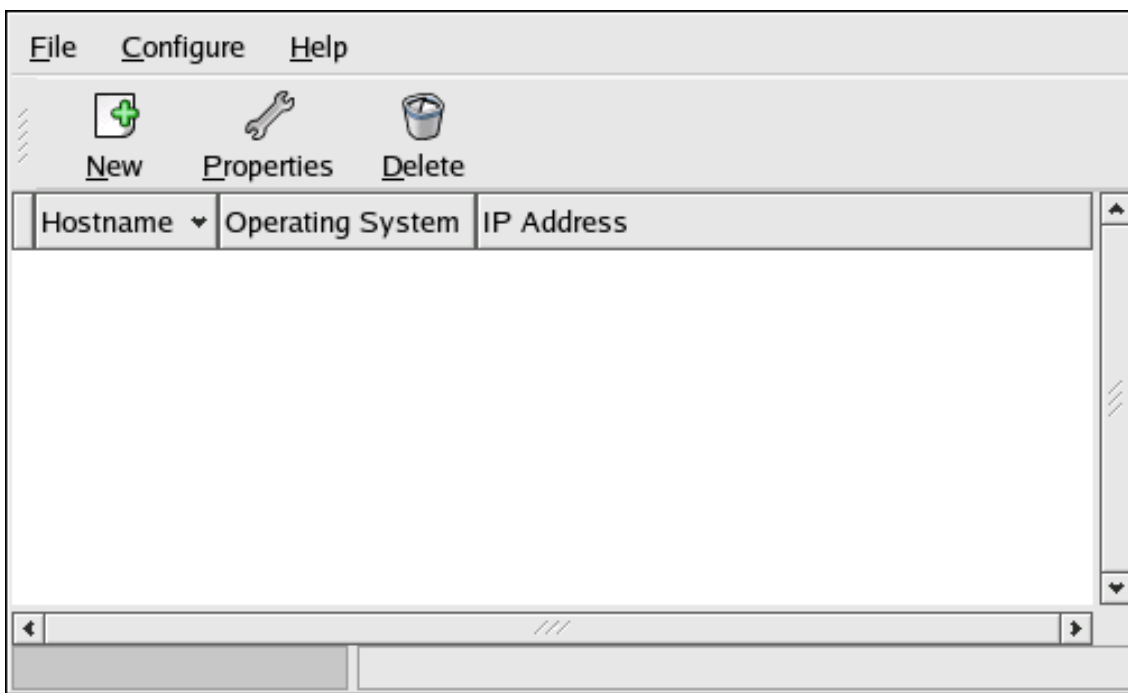 File Configure Help
New Properties Delete
Hostname Operating System IP Address